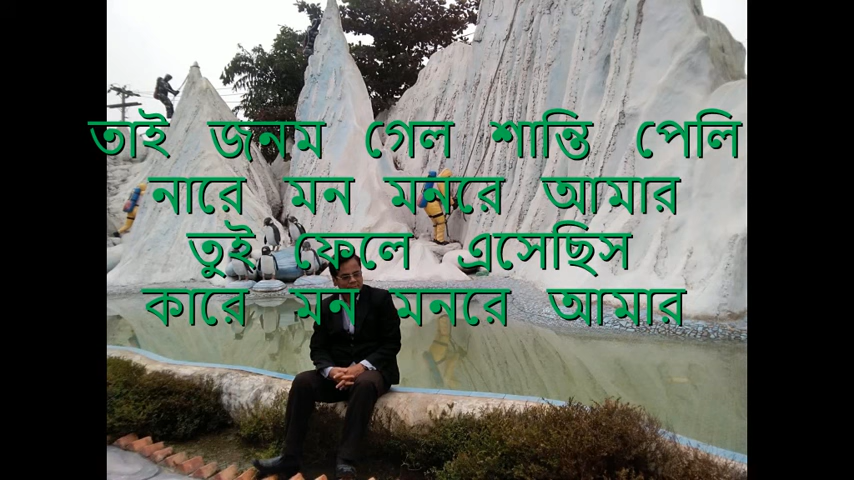 তাই জনম গেল শান্তি পেলি
নারে মন মনরে আমার
তুই ফেলে এসেছিস
কারে মন মনরে আমার